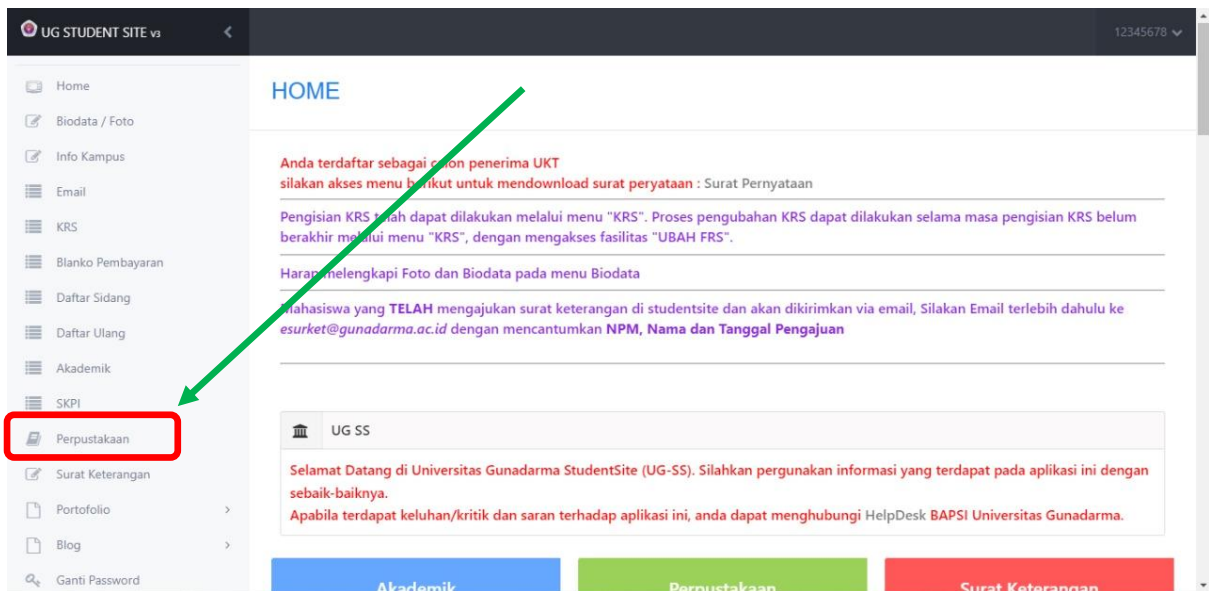 UG STUDENT SITE v3
12345678
Home
Biodata / Foto
Info Kampus
Email
KRS
Blanko Pembayaran
Daftar Sidang
Daftar Ulang
Akademik
SKPI
Perpustakaan
Surat Keterangan
Portofolio
Blog
Ganti Password
HOME
Anda terdaftar sebagai calon penerima UKT
silakan akses menu berikut untuk mendownload surat peryataan : Surat Pernyataan
Pengisian KRS telah dapat dilakukan melalui menu "KRS". Proses pengubahan KRS dapat dilakukan selama masa pengisian KRS belum
berakhir melalui menu "KRS", dengan mengakses fasilitas "UBAH FRS".
Harap melengkapi Foto dan Biodata pada menu Biodata
Mahasiswa yang TELAH mengajukan surat keterangan di studentsite dan akan dikirimkan via email, Silakan Email terlebih dahulu ke
esurket@gunadarma.ac.id dengan mencantumkan NPM, Nama dan Tanggal Pengajuan
UG SS
Selamat Datang di Universitas Gunadarma StudentSite (UG-SS). Silahkan pergunakan informasi yang terdapat pada aplikasi ini dengan
sebaik-baiknya.
Apabila terdapat keluhan/kritik dan saran terhadap aplikasi ini, anda dapat menghubungi HelpDesk BAPSI Universitas Gunadarma.
Akademik
Perpustakaan
Surat Keterangan